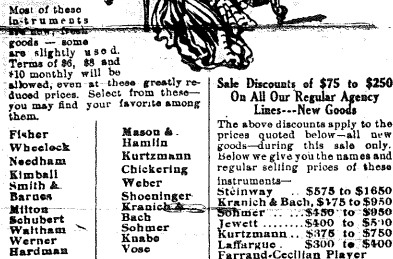 Most of these
instruments
are new, fresh
goods — some
are slightly used.
Terms of $6, $8 and
$10 monthly will be
allowed, even at these greatly re-
duced prices. Select from these—
you may find your favorite among
them.
Fisher
Wheelock
Needham
Kimball
Smith &
Barnes
Milton
Schubert
Waltham
Werner
Hardman
Mason &
Hamlin
Kurtzmann
Chickering
Weber
Shoeninger
Kranich &
Bach
Sohmer
Knabe
Vose
Sale Discounts of $75 to $250
On All Our Regular Agency
Lines---New Goods
The above discounts apply to the
prices quoted below—all new
goods—during this sale only.
Below we give you the names and
regular selling prices of these
instruments—
Steinway .. $575 to $1650
Kranich & Bach, $475 to $950
Sohmer .... $450 to $950
Jewett ...... $400 to
Kurtzmann .. $375 to $750
Laffargue .. $300 to $400
Farrand-Cecilian Player